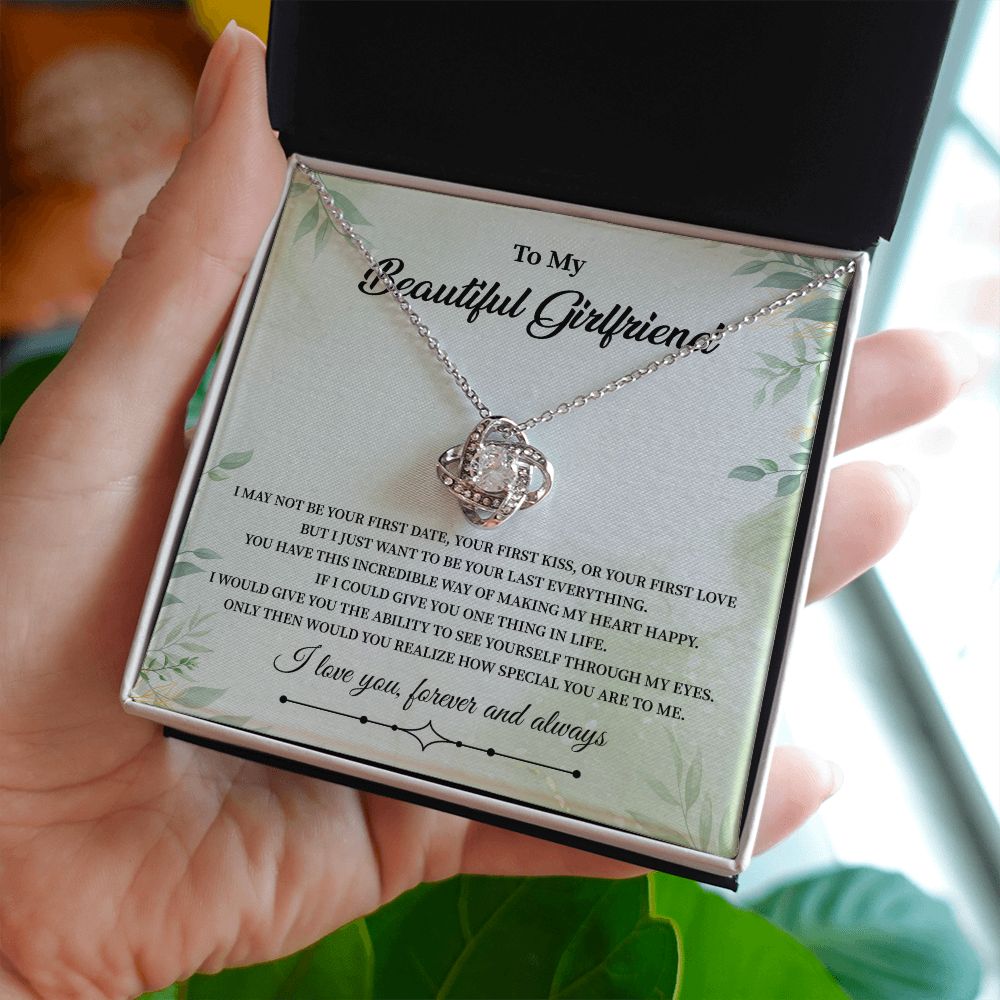 To My
Beautiful Girlfriend
I MAY NOT BE YOUR FIRST DATE, YOUR FIRST KISS, OR YOUR FIRST LOVE
BUT I JUST WANT TO BE YOUR LAST EVERYTHING.
YOU HAVE THIS INCREDIBLE WAY OF MAKING MY HEART HAPPY.
IF I COULD GIVE YOU ONE THING IN LIFE.
I WOULD GIVE YOU THE ABILITY TO SEE YOURSELF THROUGH MY EYES.
ONLY THEN WOULD YOU REALIZE HOW SPECIAL YOU ARE TO ME.
I love you, forever and always